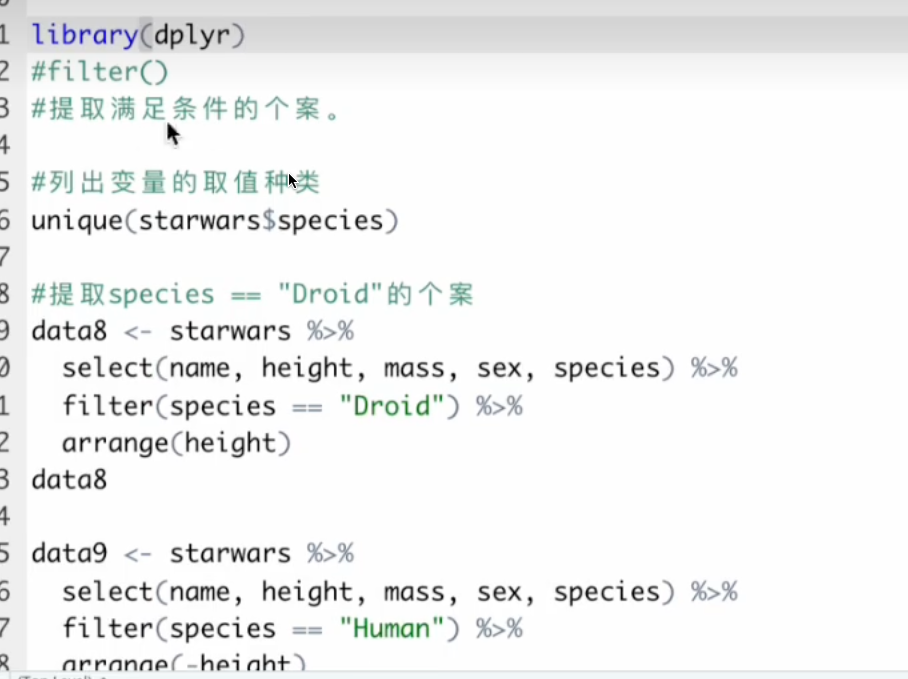 1 library(dplyr)
2 #filter()
3 #提取满足条件的个案。
4
5 #列出变量的取值种类
6 unique(starwars$species)
7
8 #提取species == "Droid"的个案
9 data8 <- starwars %>%
0 select(name, height, mass, sex, species) %>%
1 filter(species == "Droid") %>%
2 arrange(height)
3 data8
4
5 data9 <- starwars %>%
6 select(name, height, mass, sex, species) %>%
7 filter(species == "Human") %>%
8 arrange(-height)